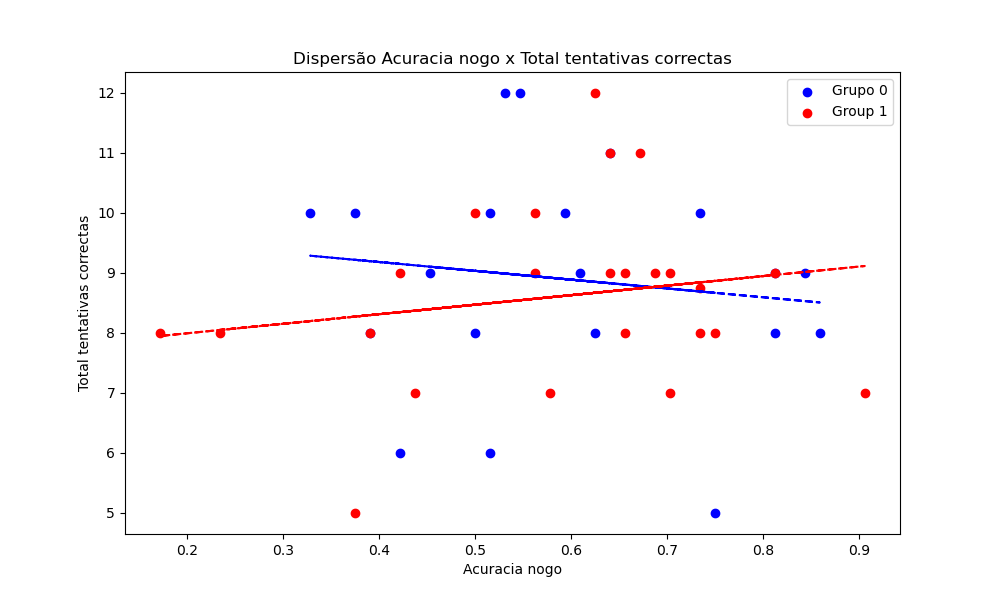 Dispersão Acuracia nogo x Total tentativas correctas
Grupo 0
Group 1
Total tentativas correctas
12
11
10
9
8
7
6
5
0.2 0.3 0.4 0.5 0.6 0.7 0.8 0.9
Acuracia nogo